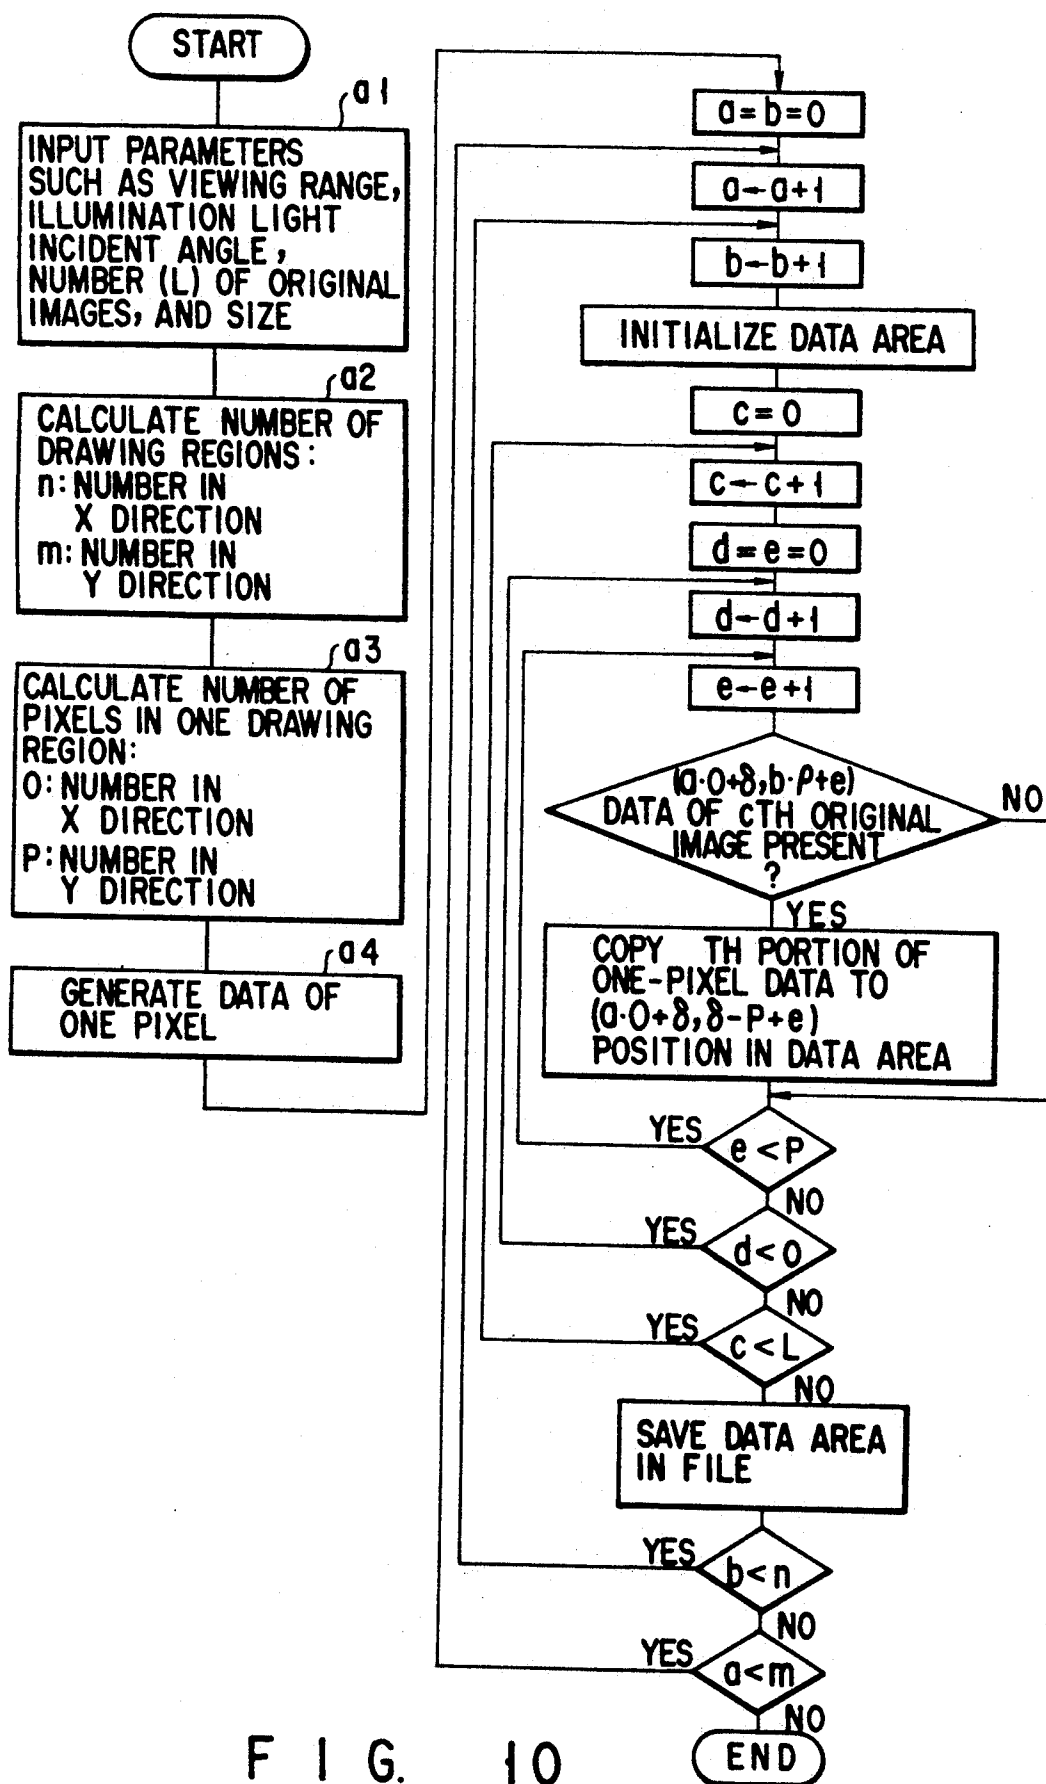 START
a1
INPUT PARAMETERS
SUCH AS VIEWING RANGE,
ILLUMINATION LIGHT
INCIDENT ANGLE,
NUMBER (L) OF ORIGINAL
IMAGES, AND SIZE
a2
CALCULATE NUMBER OF
DRAWING REGIONS:
n: NUMBER IN
X DIRECTION
m: NUMBER IN
Y DIRECTION
a3
CALCULATE NUMBER OF
PIXELS IN ONE DRAWING
REGION:
O: NUMBER IN
X DIRECTION
P: NUMBER IN
Y DIRECTION
a4
GENERATE DATA OF
ONE PIXEL
a=b=0
a←a+1
b←b+1
INITIALIZE DATA AREA
c=0
c←c+1
d=e=0
d←d+1
e←e+1
(a·O+δ,b·P+e)
DATA OF CTH ORIGINAL
IMAGE PRESENT
?
NO
YES
COPY TH PORTION OF
ONE-PIXEL DATA TO
(a·O+δ,δ-P+e)
POSITION IN DATA AREA
e<P
YES
NO
d<O
YES
NO
c<L
YES
NO
SAVE DATA AREA
IN FILE
b<n
YES
NO
a<m
YES
NO
END
FIG. 10